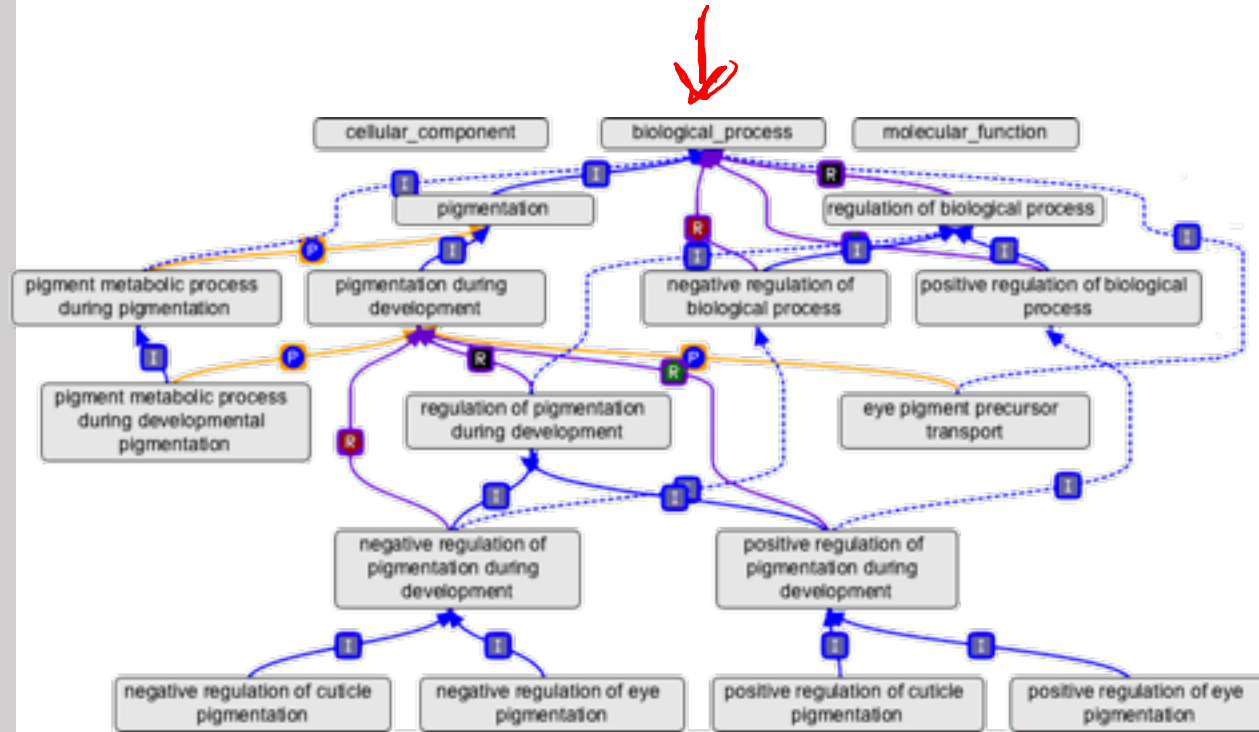 cellular_component
biological_process
molecular_function
I
I
R
pigmentation
regulation of biological process
R
I
P
I
I
I
I
pigment metabolic process
during pigmentation
pigmentation during
development
negative regulation of
biological process
positive regulation of biological
process
I
P
R
R
P
pigment metabolic process
during developmental
pigmentation
regulation of pigmentation
during development
eye pigment precursor
transport
R
I
I
I
negative regulation of
pigmentation during
development
positive regulation of
pigmentation during
development
I
I
I
I
negative regulation of cuticle
pigmentation
negative regulation of eye
pigmentation
positive regulation of cuticle
pigmentation
positive regulation of eye
pigmentation